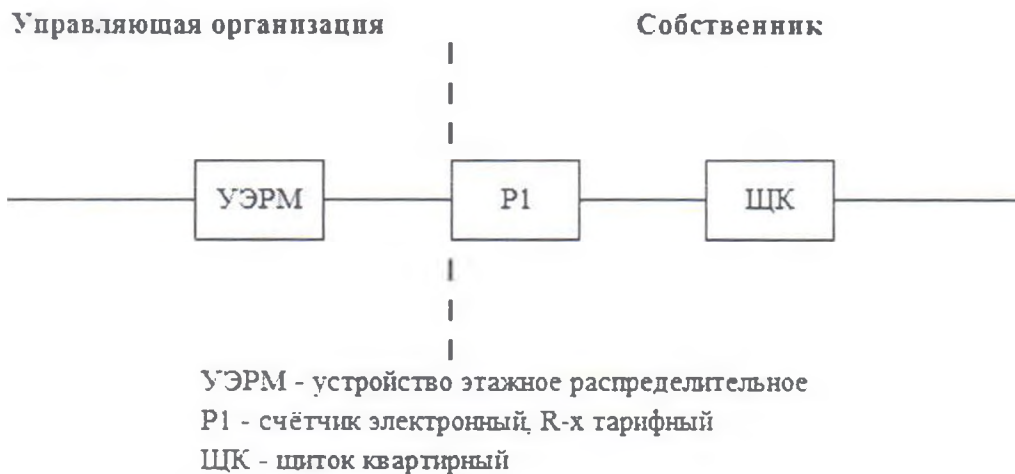 Управляющая организация
Собственник
УЭРМ
Р1
ЩК
УЭРМ - устройство этажное распределительное
Р1 - счётчик электронный, R-х тарифный
ЩК - щиток квартирный